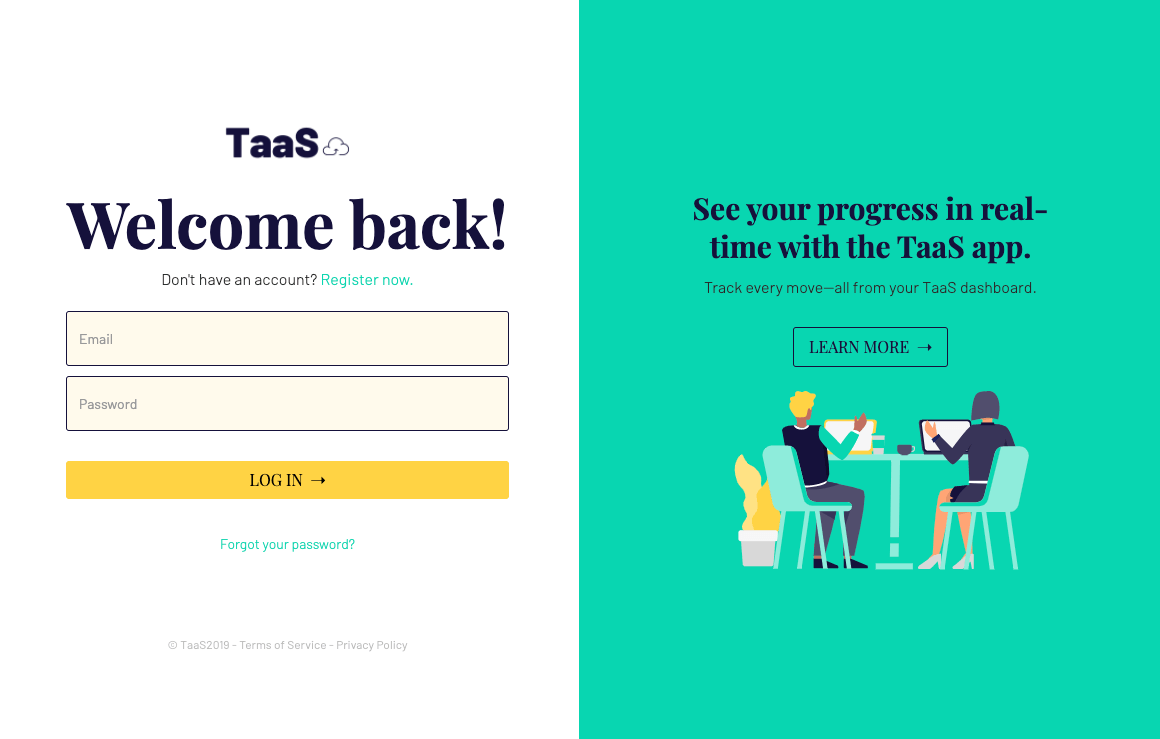 TaaS
Welcome back!
Don't have an account? Register now.
Email
Password
LOG IN ➝
Forgot your password?
© TaaS2019 - Terms of Service - Privacy Policy
See your progress in real-
time with the TaaS app.
Track every move—all from your TaaS dashboard.
LEARN MORE ➝